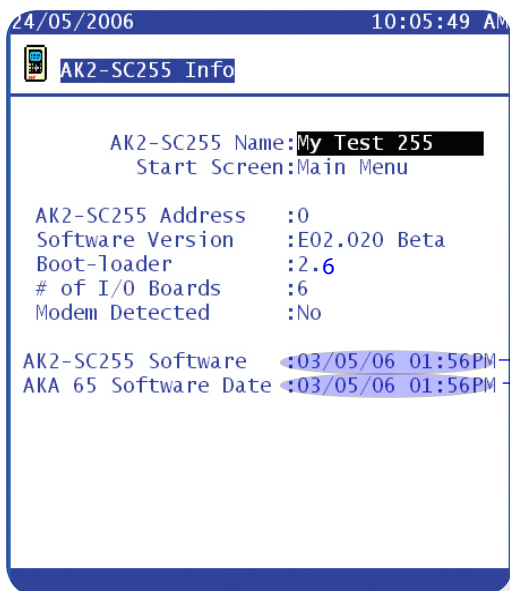 24/05/2006 10:05:49 AM
AK2-SC255 Info
AK2-SC255 Name:My Test 255
Start Screen:Main Menu
AK2-SC255 Address :0
Software Version :E02.020 Beta
Boot-loader :2.6
# of I/O Boards :6
Modem Detected :No
AK2-SC255 Software :03/05/06 01:56PM
AKA 65 Software Date :03/05/06 01:56PM